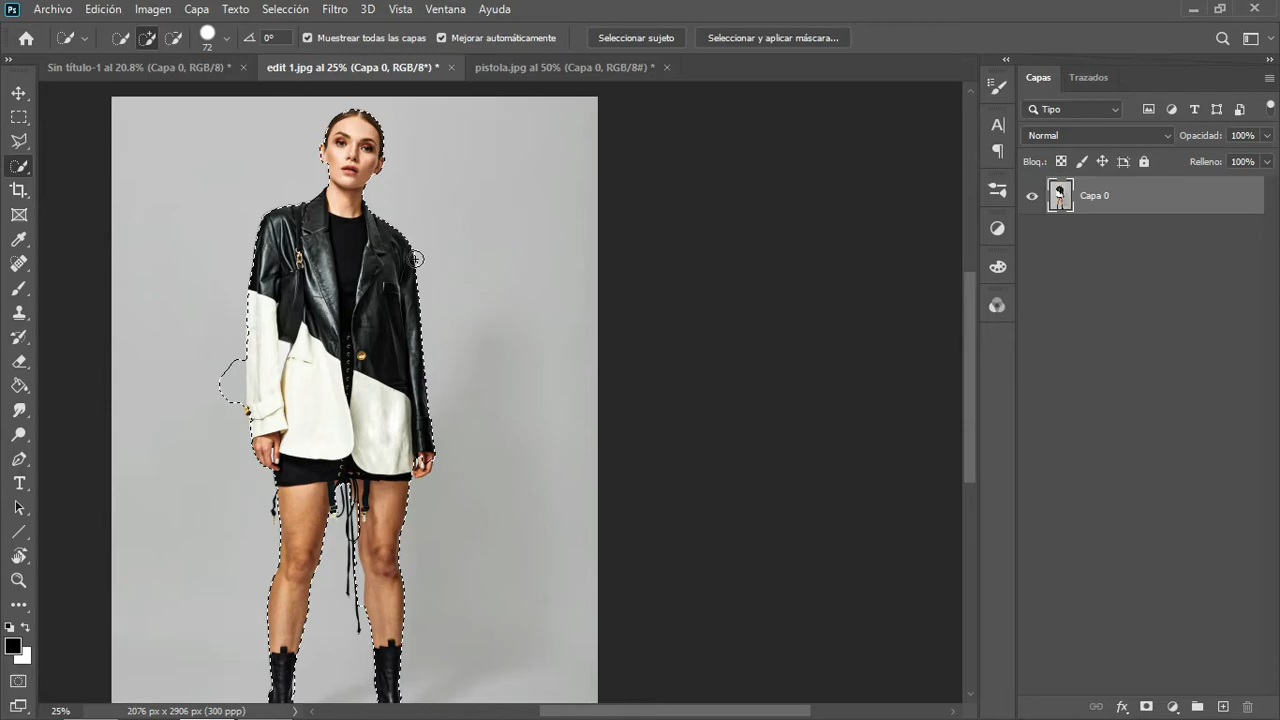 Ps Archivo Edición Imagen Capa Texto Selección Filtro 3D Vista Ventana Ayuda
72 0° Muestrear todas las capas Mejorar automáticamente Seleccionar sujeto Seleccionar y aplicar máscara...
Sin título-1 al 20.8% (Capa 0, RGB/8) * edit 1.jpg al 25% (Capa 0, RGB/8*) * pistola.jpg al 50% (Capa 0, RGB/8#) *
Capas Trazados
Tipo
Normal Opacidad: 100%
Bloq.: Relleno: 100%
Capa 0
25% 2076 px x 2906 px (300 ppp)